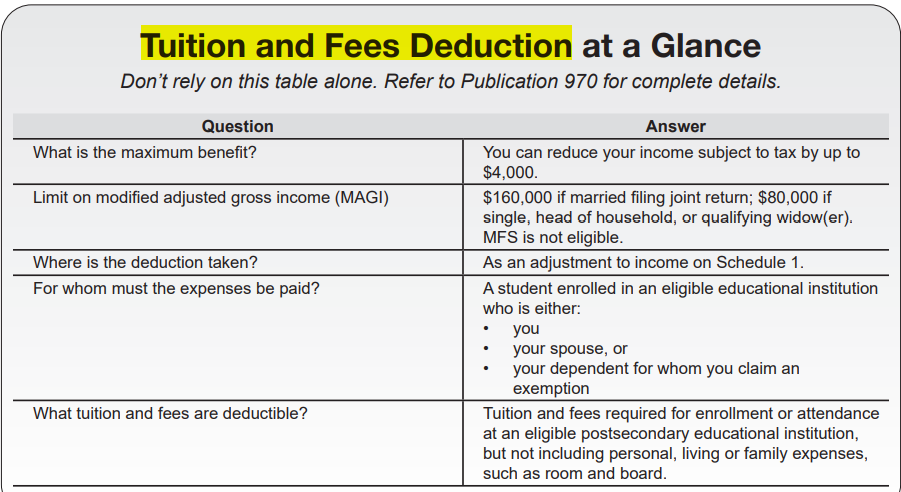 Tuition and Fees Deduction at a Glance
Don't rely on this table alone. Refer to Publication 970 for complete details.
Question
Answer
What is the maximum benefit?
You can reduce your income subject to tax by up to
$4,000.
Limit on modified adjusted gross income (MAGI)
$160,000 if married filing joint return; $80,000 if
single, head of household, or qualifying widow(er).
MFS is not eligible.
Where is the deduction taken?
As an adjustment to income on Schedule 1.
For whom must the expenses be paid?
A student enrolled in an eligible educational institution
who is either:
• you
• your spouse, or
• your dependent for whom you claim an
exemption
What tuition and fees are deductible?
Tuition and fees required for enrollment or attendance
at an eligible postsecondary educational institution,
but not including personal, living or family expenses,
such as room and board.